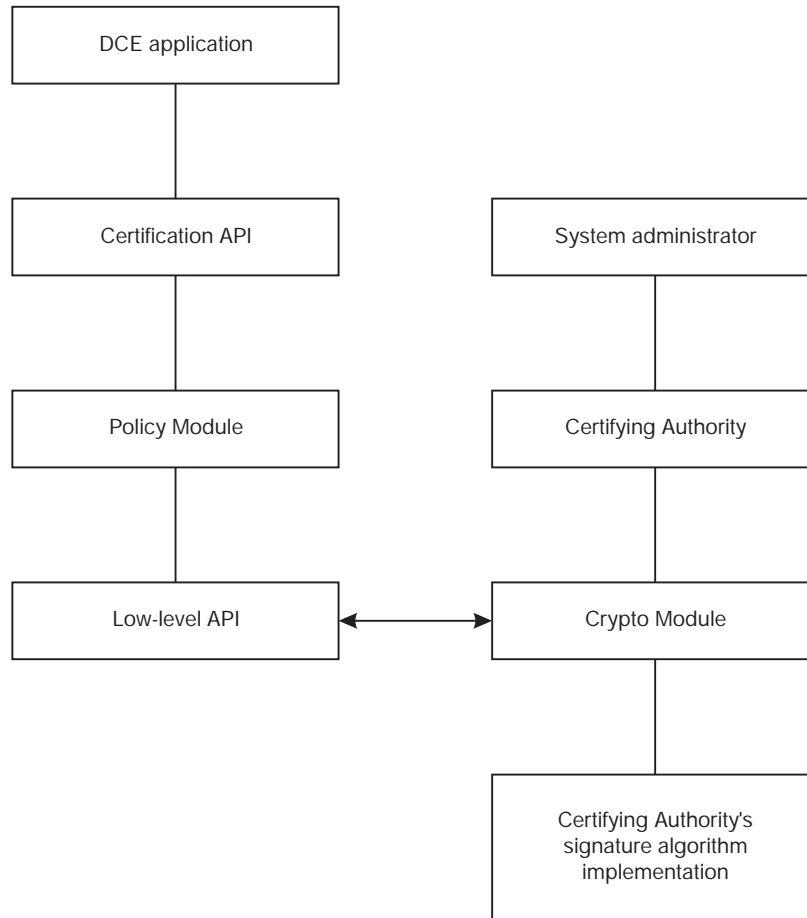 DCE application
Certification API
System administrator
Policy Module
Certifying Authority
Low-level API
Crypto Module
Certifying Authority's
signature algorithm
implementation